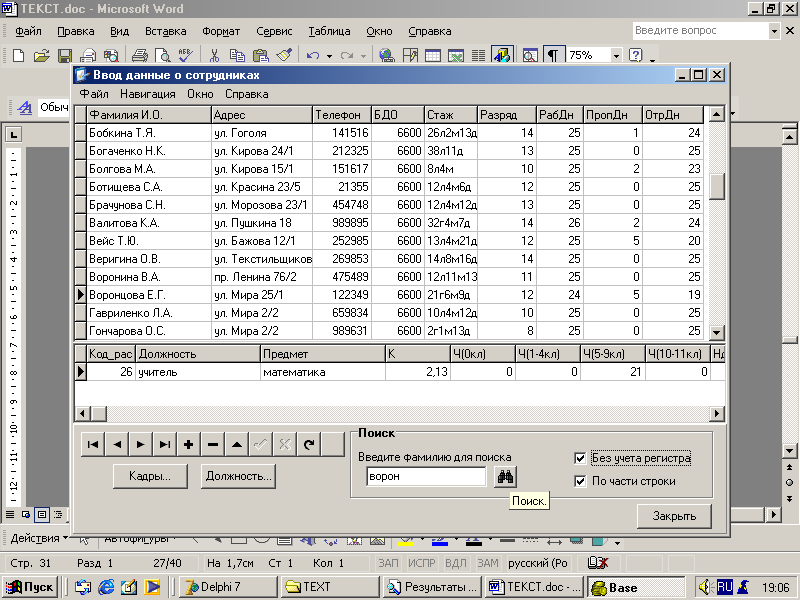 ТЕКСТ.doc - Microsoft Word
Файл Правка Вид Вставка Формат Сервис Таблица Окно Справка Введите вопрос
75%
Ввод данные о сотрудниках
Файл Навигация Окно Справка
Обыч
Фамилия И.О. Адрес Телефон БДО Стаж Разряд РабДн ПропДн ОтрДн
Бобкина Т.Я. ул. Гоголя 141516 6600 26л2м13д 14 25 1 24
Богаченко Н.К. ул. Кирова 24/1 212325 6600 38л11д 13 25 0 25
Болгова М.А. ул. Кирова 15/1 151617 6600 8л4м 10 25 2 23
Ботищева С.А. ул. Красина 23/5 21355 6600 12л4м6д 12 25 0 25
Брачунова С.Н. ул. Морозова 23/1 454748 6600 12л4м12д 13 25 0 25
Валитова К.А. ул. Пушкина 18 989895 6600 32г4м7д 14 26 2 24
Вейс Т.Ю. ул. Бажова 12/1 252985 6600 13л4м21д 12 25 5 20
Веригина О.В. ул. Текстильщиков 269853 6600 14л8м16д 14 25 0 25
Воронина В.А. пр. Ленина 76/2 475489 6600 12л11м13 11 25 0 25
Воронцова Е.Г. ул. Мира 25/1 122349 6600 21г6м9д 12 24 5 19
Гавриленко Л.А. ул. Мира 2/2 659834 6600 10л4м12д 10 25 0 25
Гончарова О.С. ул. Мира 2/2 989631 6600 2г1м13д 8 25 0 25
Код_рас Должность Предмет К Ч(0кл) Ч(1-4кл) Ч(5-9кл) Ч(10-11кл) Нд
26 учитель математика 2,13 0 0 21 0
Поиск
Введите фамилию для поиска
Без учета регистра
Кадры... Должность... ворон
По части строки
Поиск.
Закрыть
Действия Автофигуры
Стр. 31 Разд 1 27/40 На 1,7см Ст 1 Кол 1 ЗАП ИСПР ВДЛ ЗАМ русский (Ро
Пуск Delphi 7 TEXT Результаты ... ТЕКСТ.doc - ... Base RU 19:06